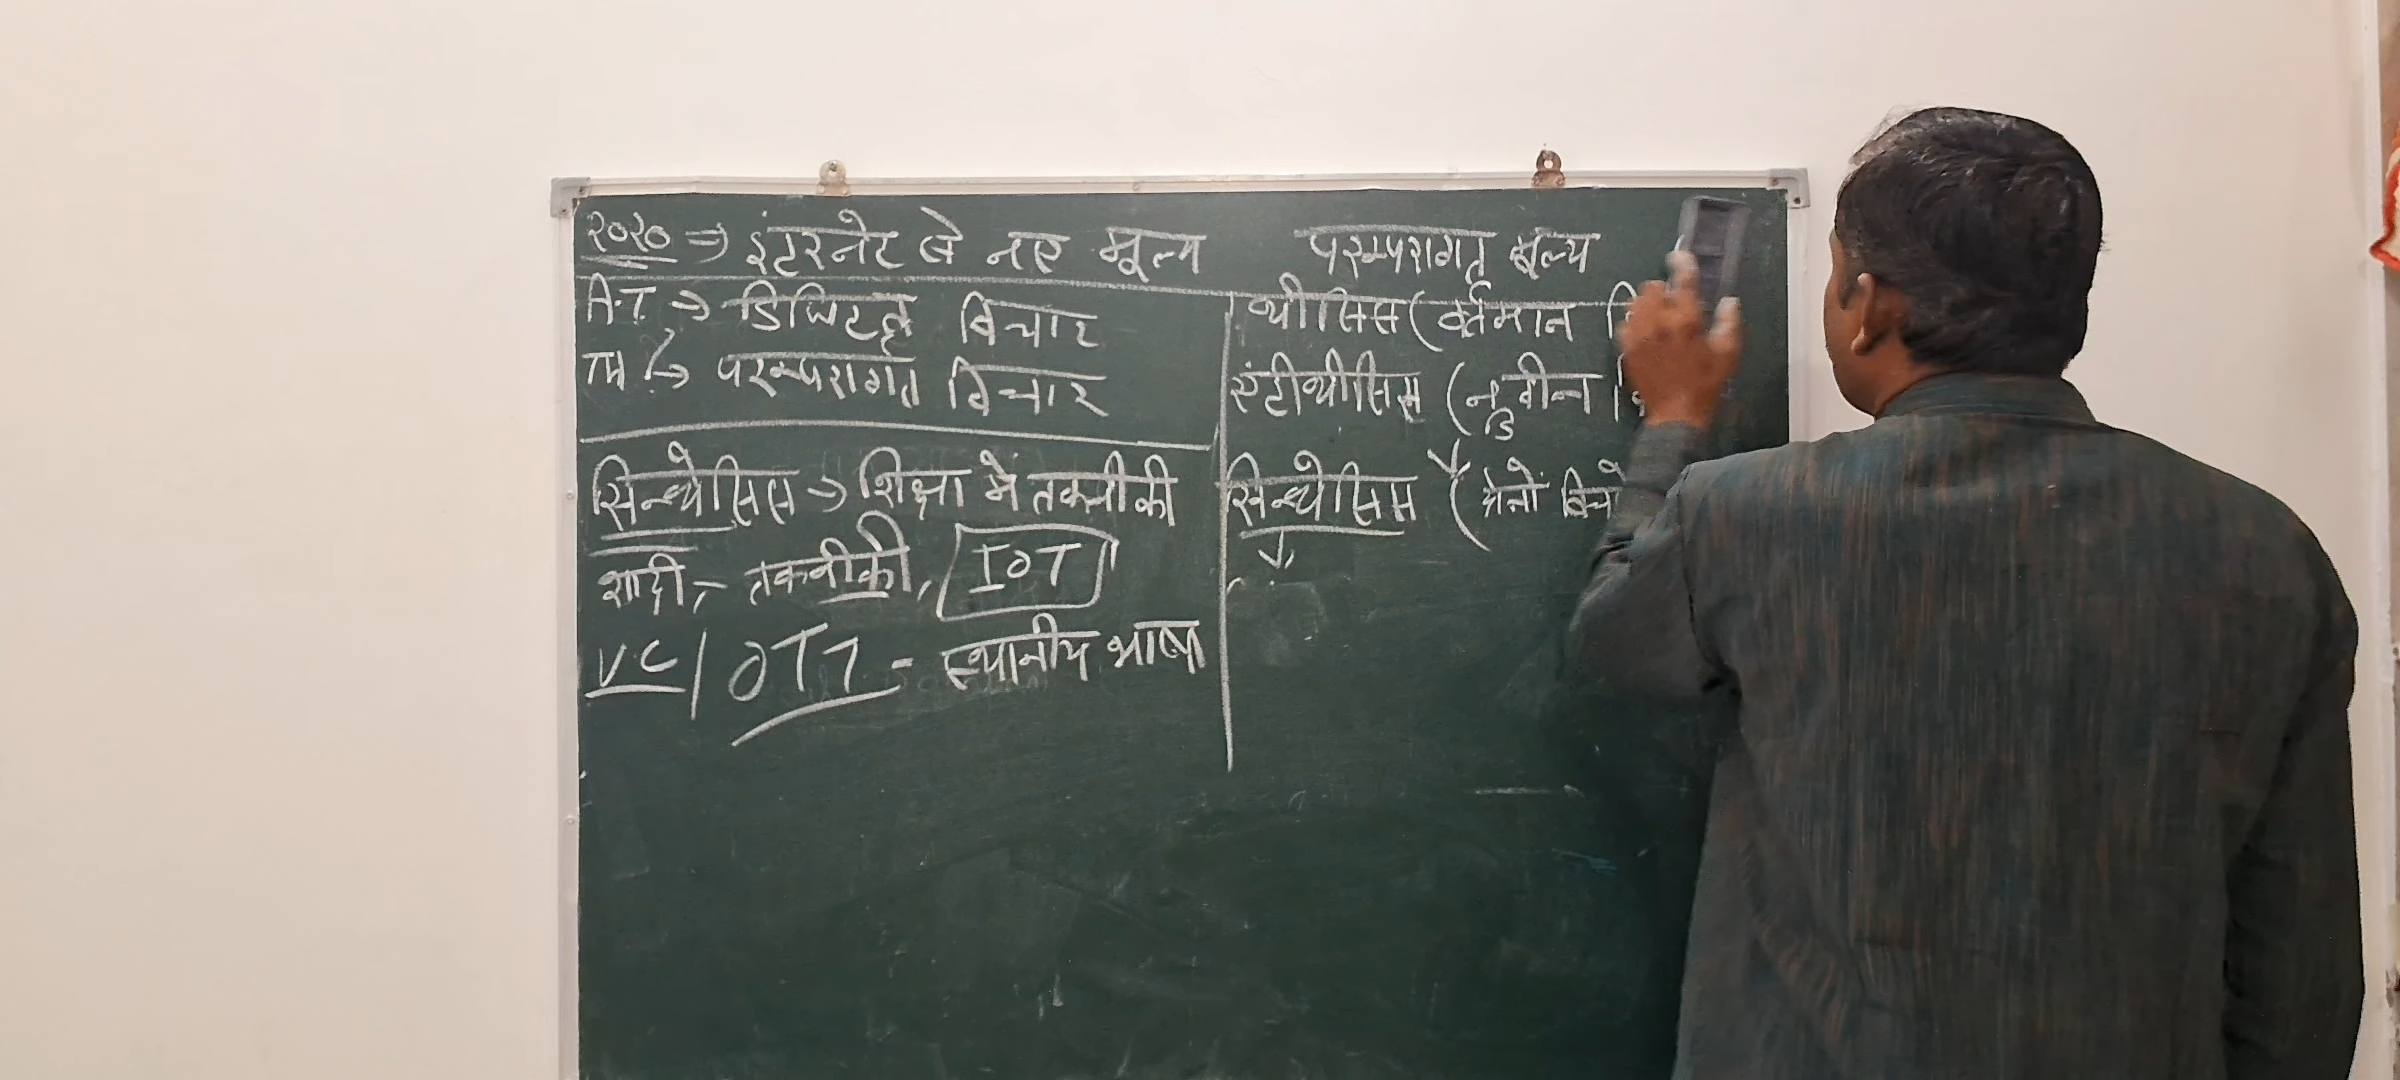 २०२० ⇒ इंटरनेट से नए मूल्य
A.T. → डिजिटल विचार
TH → परम्परागत विचार
सिन्थेसिस → शिक्षा में तकनीकी
शादी, - तकनीकी, IOT
VC / OTT - स्थानीय भाषा
परम्परागत मूल्य
थीसिस (वर्तमान
एंटीथीसिस (नवीन
सिन्थेसिस (दोनों